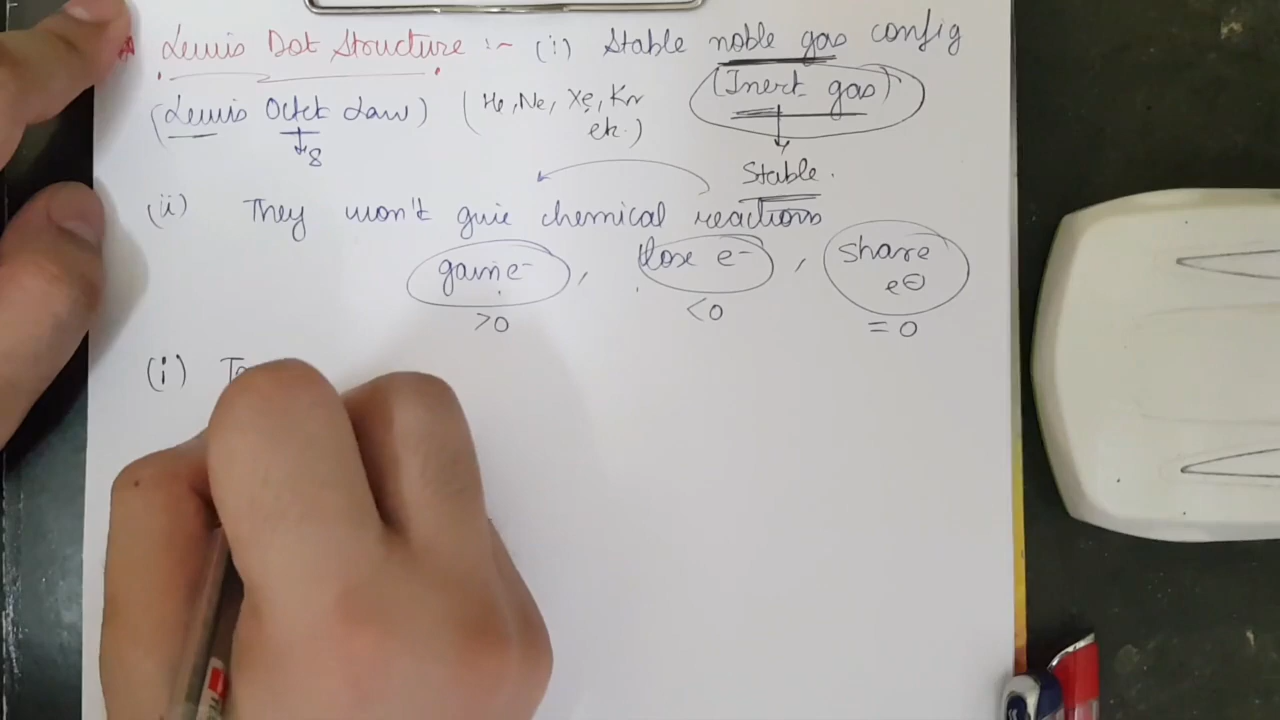 Lewis Dot Structure :- (i) Stable noble gas config
(Lewis Octet Law) (He, Ne, Xe, Kr etc.) (Inert gas)
8
Stable.
(ii) They won't give chemical reactions
gain e⁻, lose e⁻, share e⊖
>0 <0 =0
(i) To